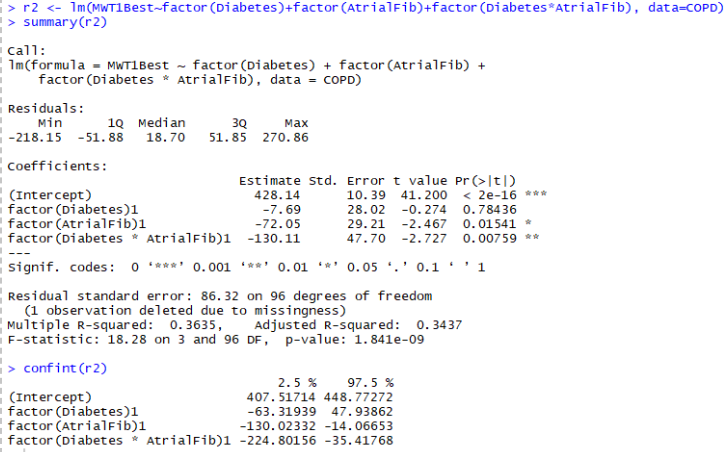 > r2 <- lm(MWT1Best~factor(Diabetes)+factor(AtrialFib)+factor(Diabetes*AtrialFib), data=COPD)
> summary(r2)
Call:
lm(formula = MWT1Best ~ factor(Diabetes) + factor(AtrialFib) +
    factor(Diabetes * AtrialFib), data = COPD)
Residuals:
    Min      1Q  Median      3Q     Max
-218.15  -51.88   18.70   51.85  270.86
Coefficients:
                              Estimate Std. Error t value Pr(>|t|)
(Intercept)                     428.14      10.39  41.200  < 2e-16 ***
factor(Diabetes)1                -7.69      28.02  -0.274  0.78436
factor(AtrialFib)1              -72.05      29.21  -2.467  0.01541 *
factor(Diabetes * AtrialFib)1  -130.11      47.70  -2.727  0.00759 **
---
Signif. codes:  0 ‘***’ 0.001 ‘**’ 0.01 ‘*’ 0.05 ‘.’ 0.1 ‘ ’ 1
Residual standard error: 86.32 on 96 degrees of freedom
  (1 observation deleted due to missingness)
Multiple R-squared:  0.3635,    Adjusted R-squared:  0.3437
F-statistic: 18.28 on 3 and 96 DF,  p-value: 1.841e-09
> confint(r2)
                                  2.5 %    97.5 %
(Intercept)                   407.51714 448.77272
factor(Diabetes)1             -63.31939  47.93862
factor(AtrialFib)1           -130.02332 -14.06653
factor(Diabetes * AtrialFib)1 -224.80156 -35.41768